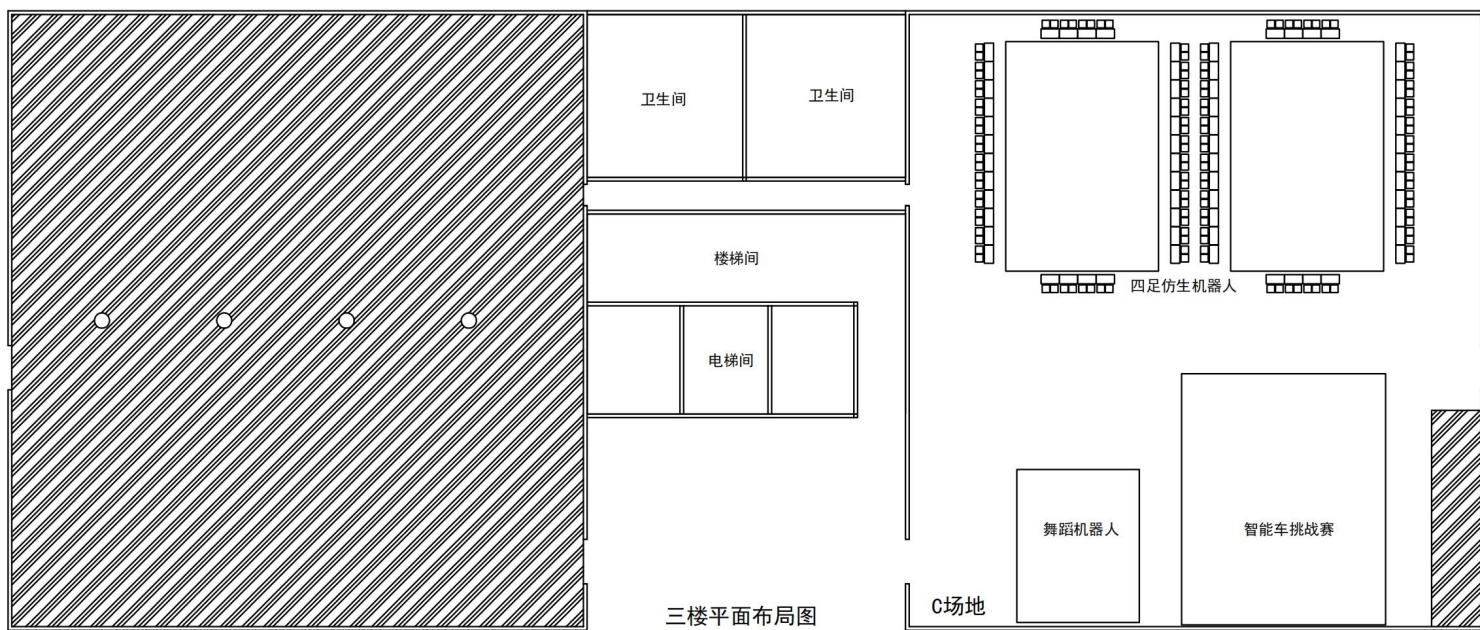 卫生间
卫生间
楼梯间
四足仿生机器人
电梯间
舞蹈机器人
智能车挑战赛
C场地
三楼平面布局图